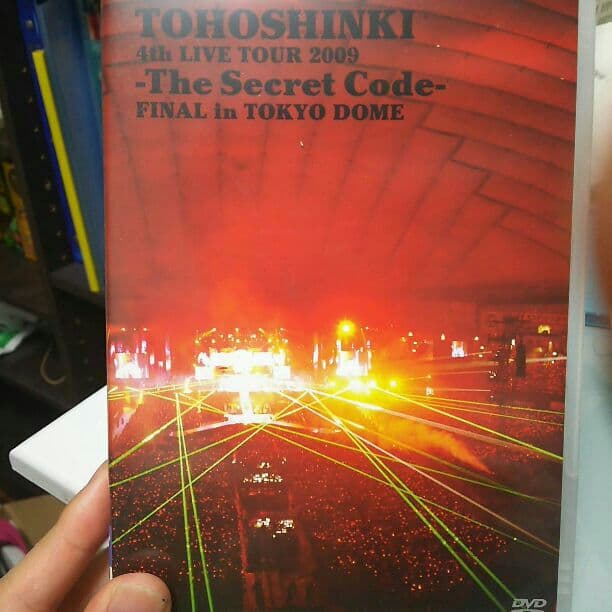 TOHOSHINKI
4th LIVE TOUR 2009
-The Secret Code-
FINAL in TOKYO DOME
DVD